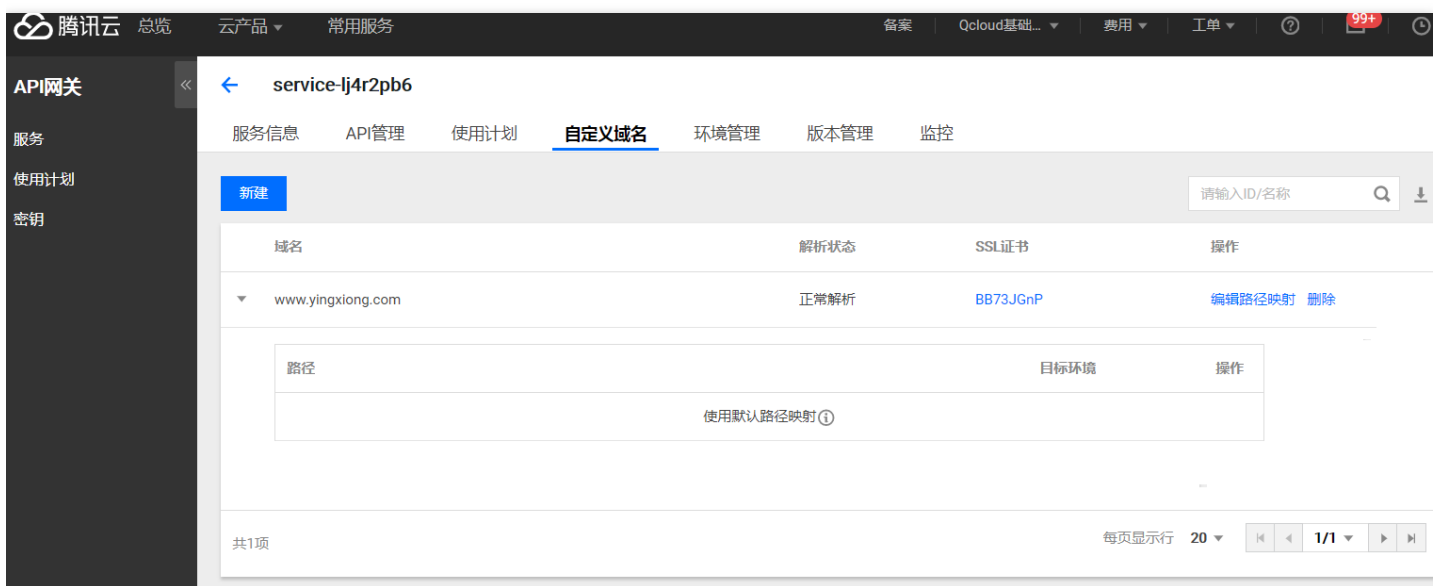 腾讯云 总览 云产品 常用服务 备案 Qcloud基础... 费用 工单 99+
API网关
服务
使用计划
密钥
service-lj4r2pb6
服务信息 API管理 使用计划 自定义域名 环境管理 版本管理 监控
新建 请输入ID/名称
域名 解析状态 SSL证书 操作
www.yingxiong.com 正常解析 BB73JGnP 编辑路径映射 删除
路径 目标环境 操作
使用默认路径映射
共1项 每页显示行 20 1/1